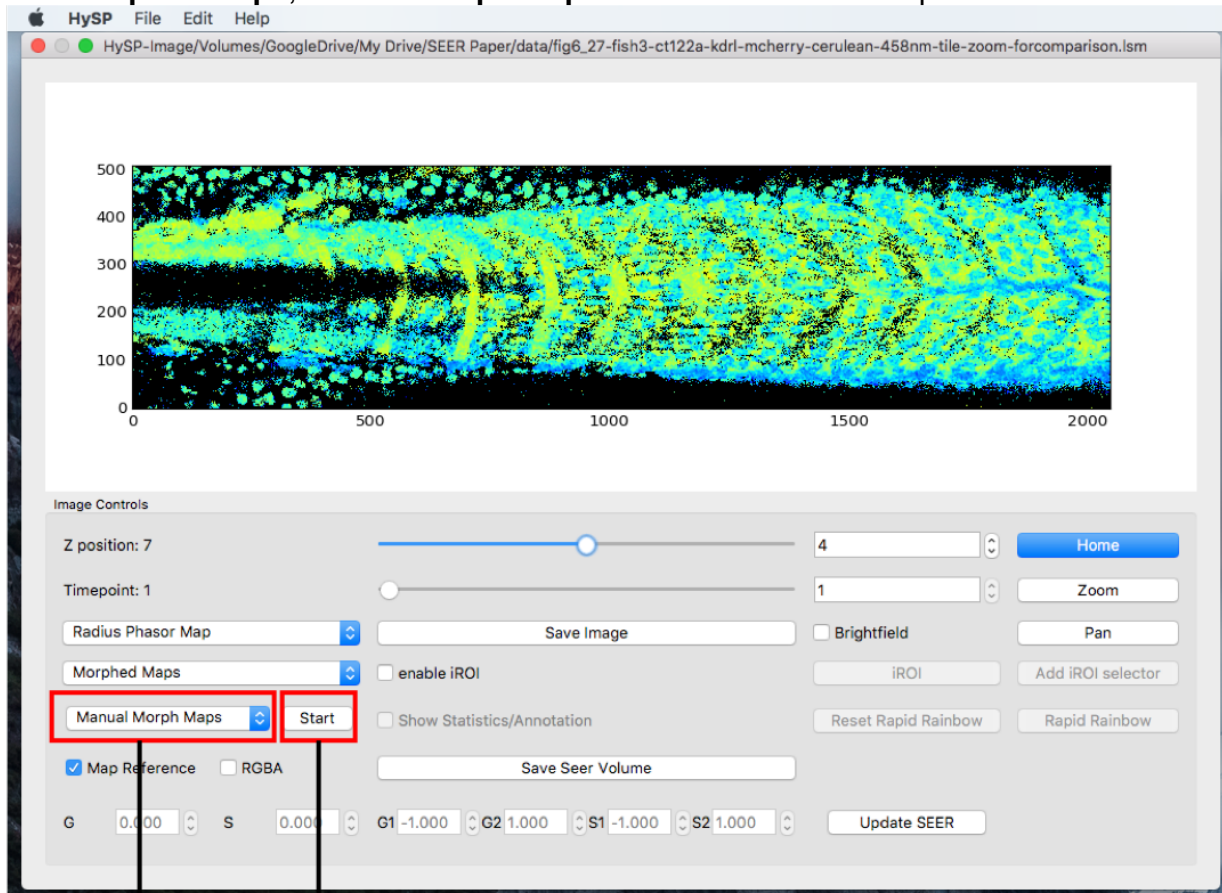 HySP File Edit Help
HySP-Image/Volumes/GoogleDrive/My Drive/SEER Paper/data/fig6_27-fish3-ct122a-kdrl-mcherry-cerulean-458nm-tile-zoom-forcomparison.lsm
500
400
300
200
100
0
0 500 1000 1500 2000
Image Controls
Z position: 7 4 Home
Timepoint: 1 1 Zoom
Radius Phasor Map Save Image Brightfield Pan
Morphed Maps enable iROI iROI Add iROI selector
Manual Morph Maps Start Show Statistics/Annotation Reset Rapid Rainbow Rapid Rainbow
Map Reference RGBA Save Seer Volume
G 0.000 S 0.000 G1 -1.000 G2 1.000 S1 -1.000 S2 1.000 Update SEER